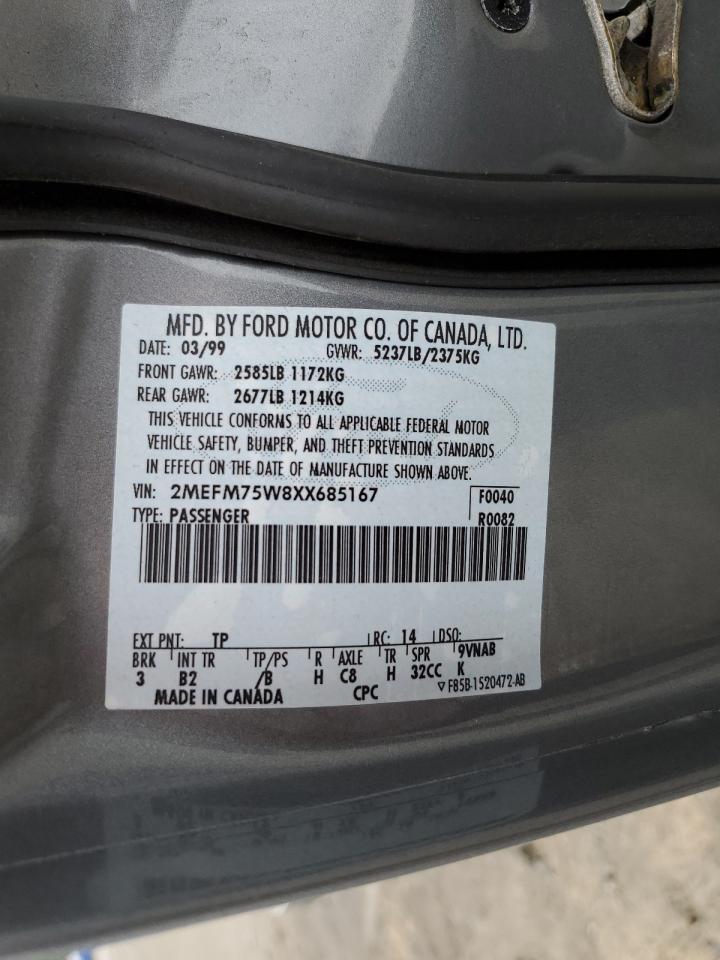 MFD. BY FORD MOTOR CO. OF CANADA, LTD.
DATE: 03/99 GVWR: 5237LB/2375KG
FRONT GAWR: 2585LB 1172KG
REAR GAWR: 2677LB 1214KG
THIS VEHICLE CONFORMS TO ALL APPLICABLE FEDERAL MOTOR
VEHICLE SAFETY, BUMPER, AND THEFT PREVENTION STANDARDS
IN EFFECT ON THE DATE OF MANUFACTURE SHOWN ABOVE.
VIN: 2MEFM75W8XX685167 F0040
TYPE: PASSENGER R0082
EXT PNT: TP RC: 14 DSO:
BRK INT TR TP/PS R AXLE TR SPR 9VNAB
3 B2 /B H C8 H 32CC K
MADE IN CANADA CPC ▽F85B-1520472-AB